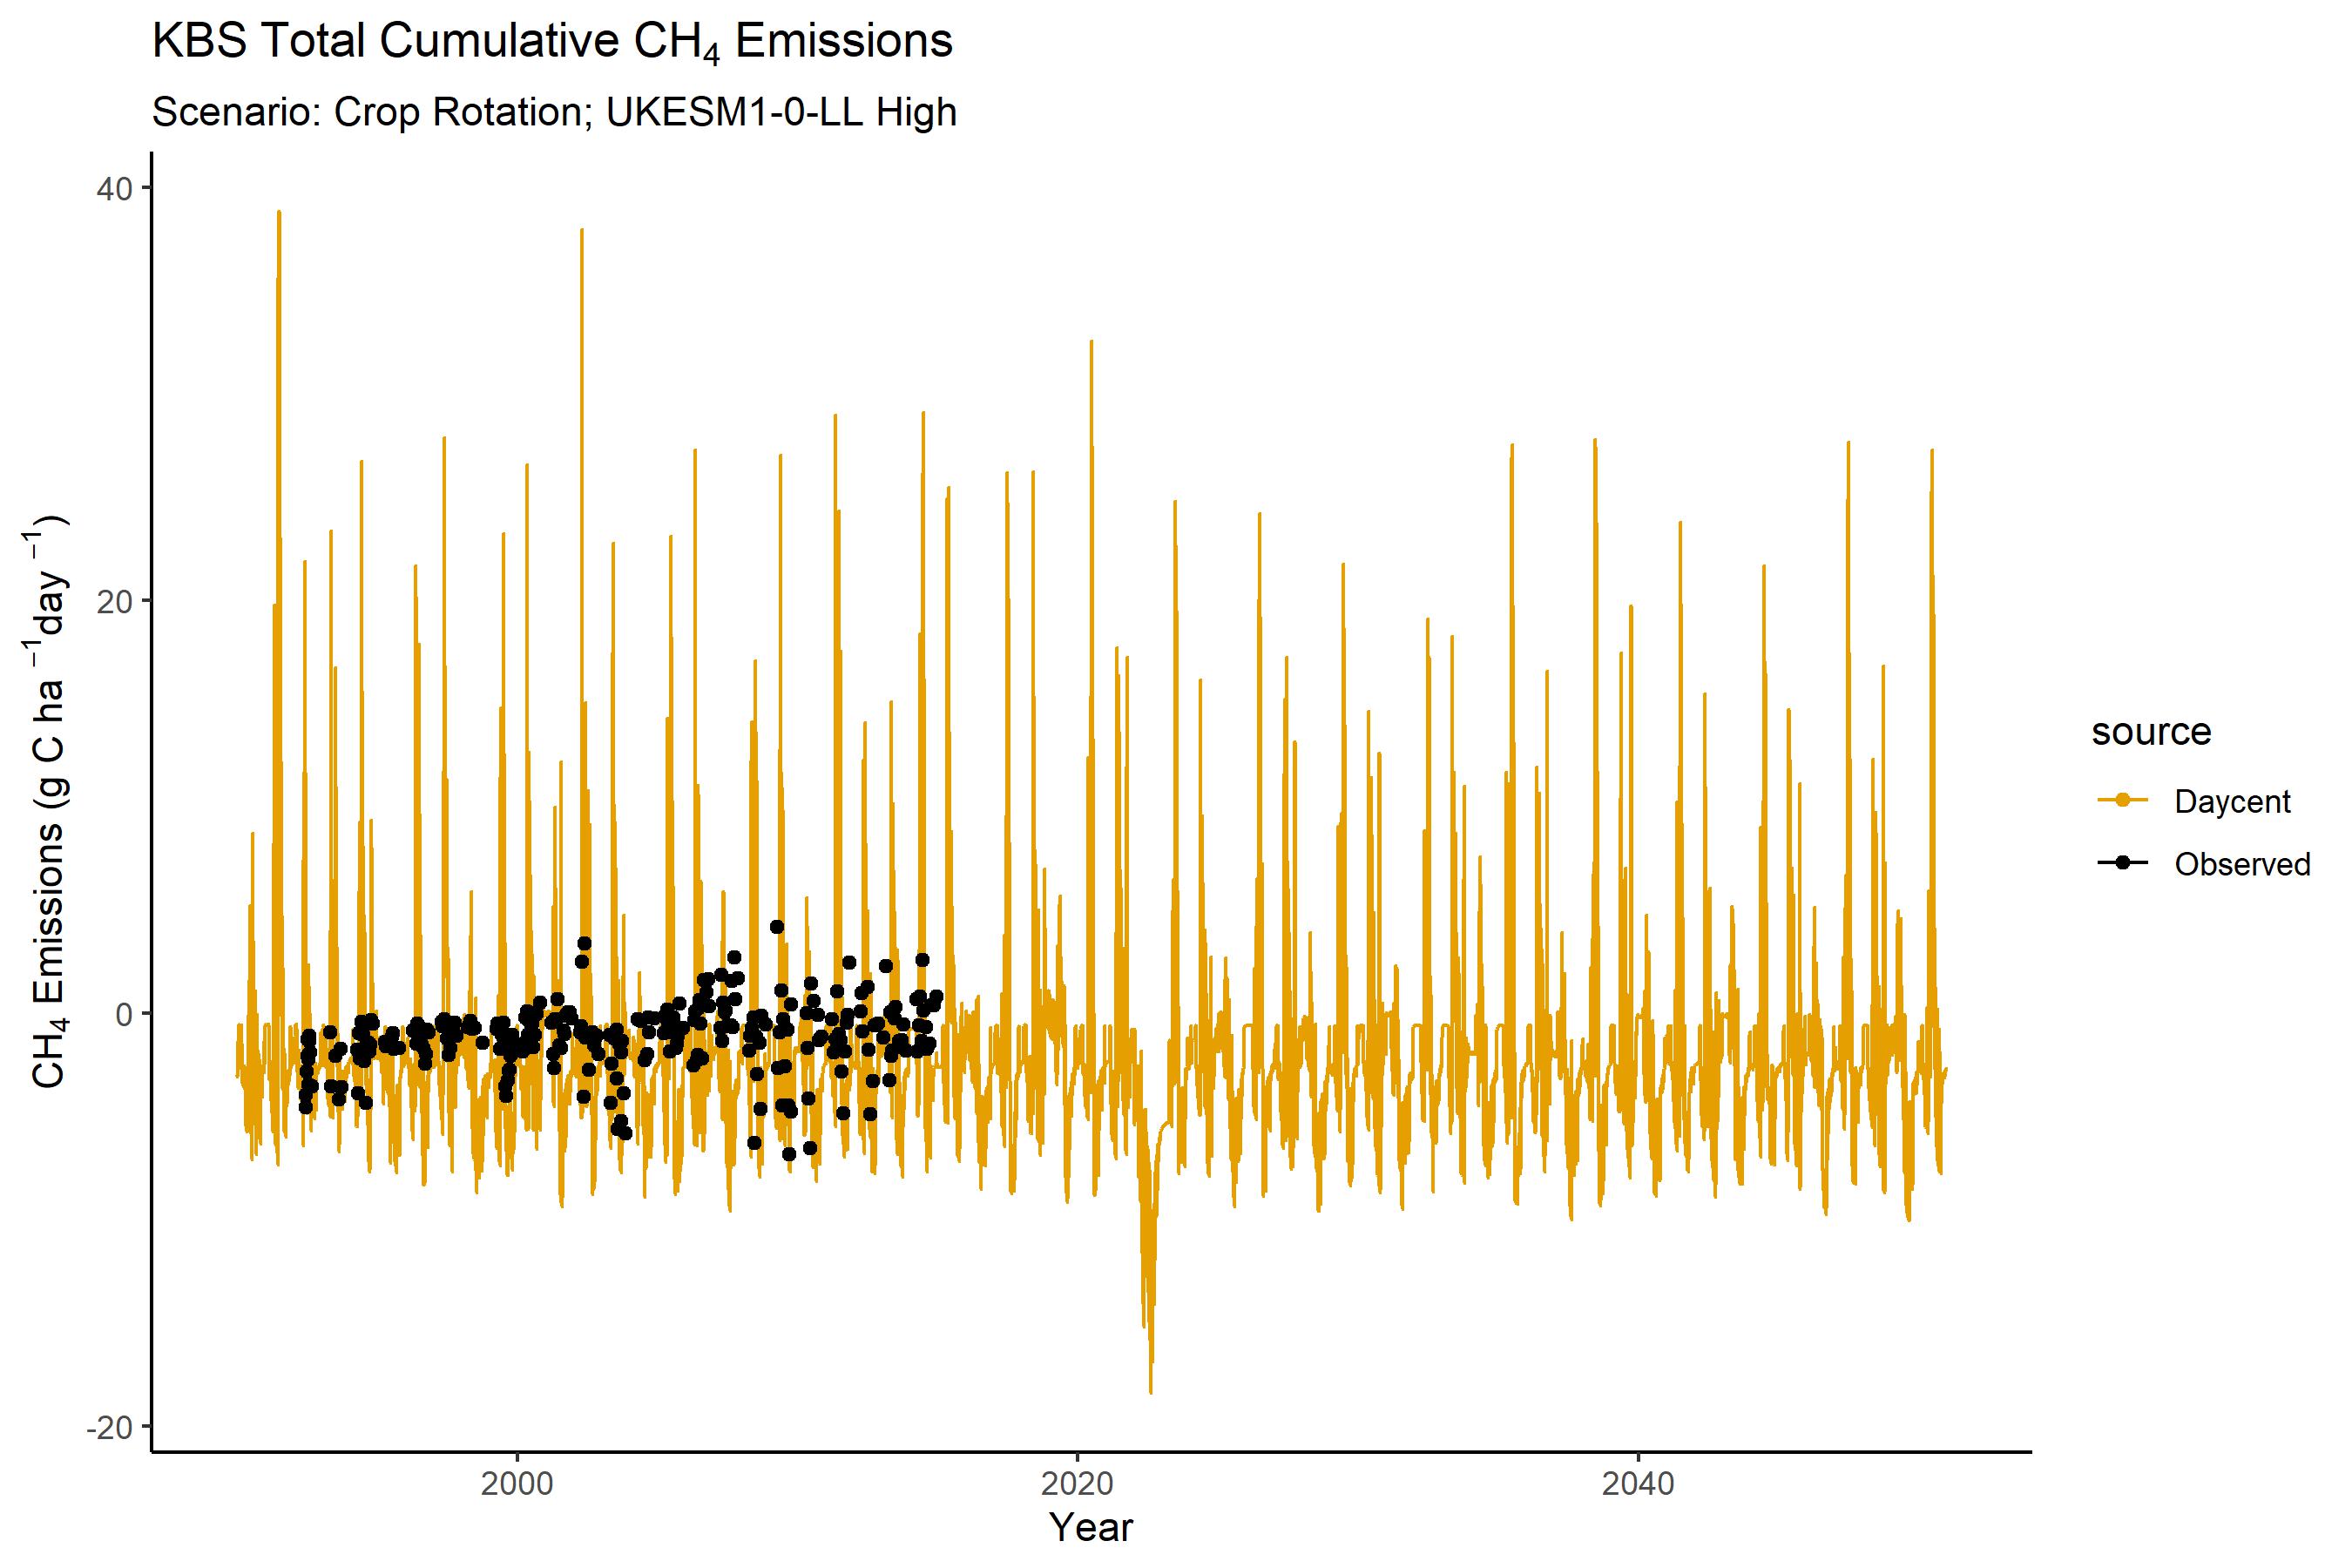 KBS Total Cumulative CH₄ Emissions
Scenario: Crop Rotation; UKESM1-0-LL High
CH₄ Emissions (g C ha ⁻¹day ⁻¹)
40
20
0
-20
2000
2020
2040
Year
source
Daycent
Observed